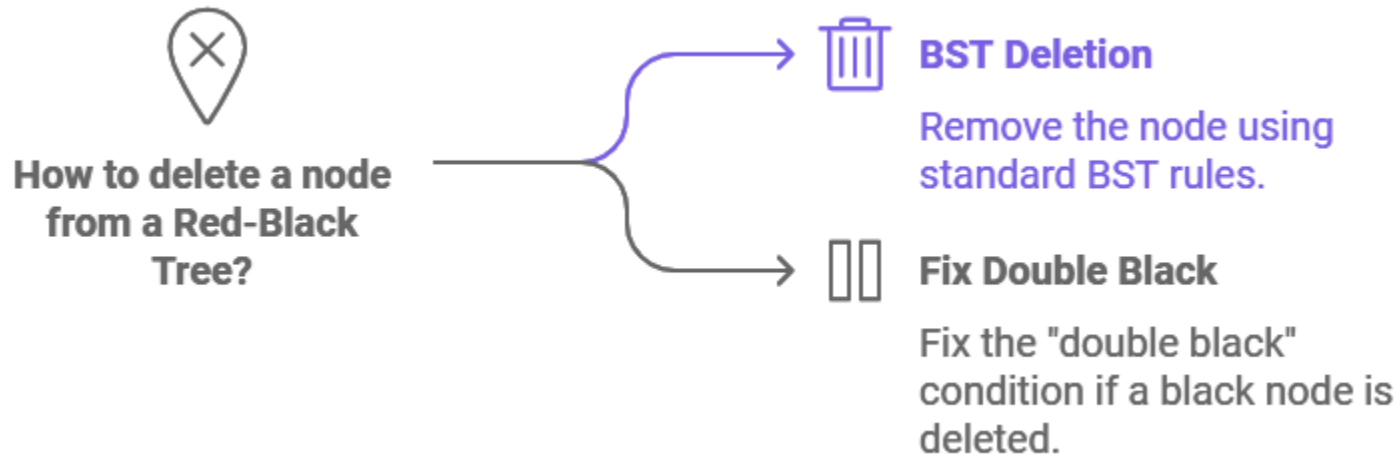 How to delete a node
from a Red-Black
Tree?
BST Deletion
Remove the node using
standard BST rules.
Fix Double Black
Fix the "double black"
condition if a black node is
deleted.